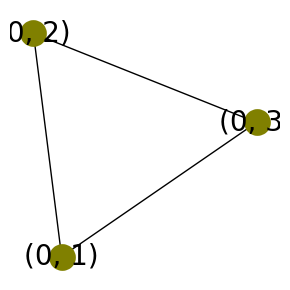 0, 2)
(0, 3
(0, 1)